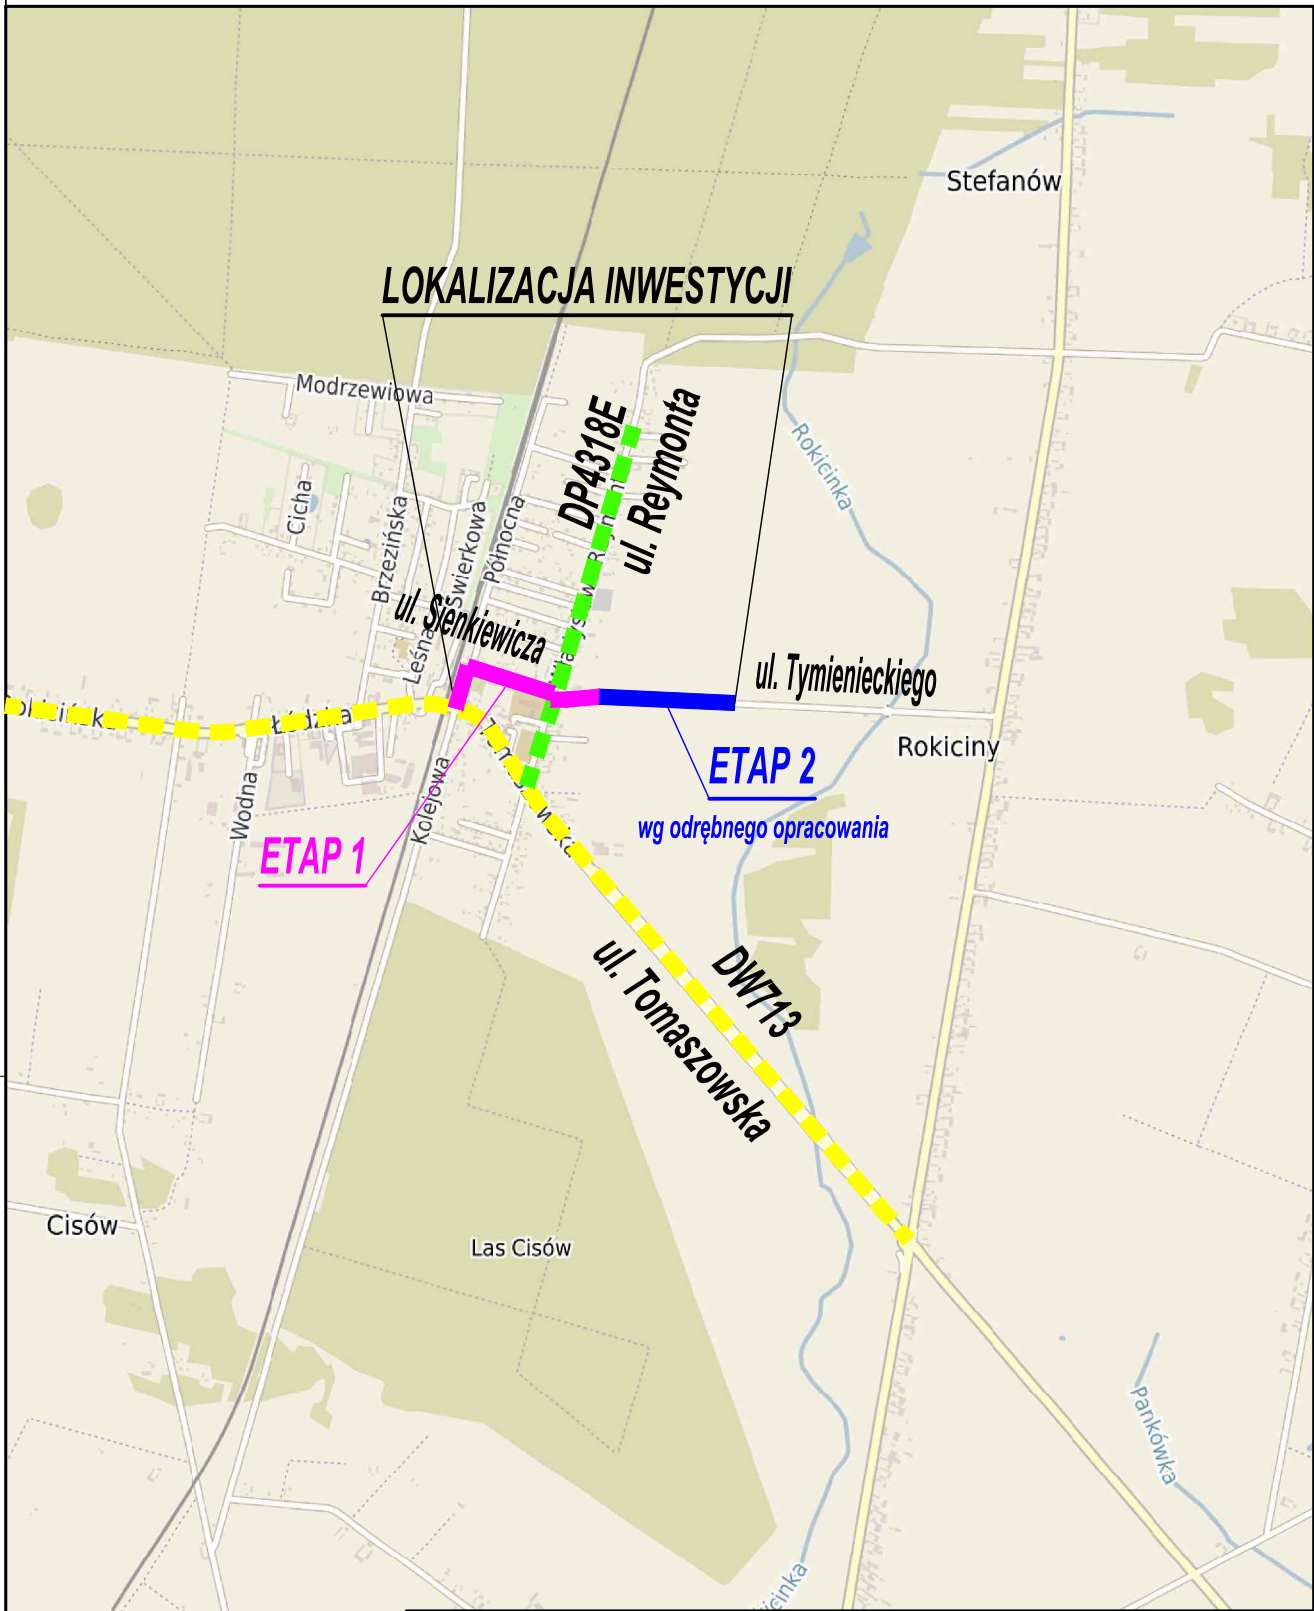 Stefanów
LOKALIZACJA INWESTYCJI
Modrzewiowa
DP4318E
ul. Reymonta
Rokicinka
Cicha
Brzezińska
Świerkowa
Północna
Leśna
ul. Sienkiewicza
ul. Tymienieckiego
Łódzka
Rokiciny
ETAP 2
wg odrębnego opracowania
Wodna
Kolejowa
ETAP 1
DW713
ul. Tomaszowska
Cisów
Las Cisów
Pankówka